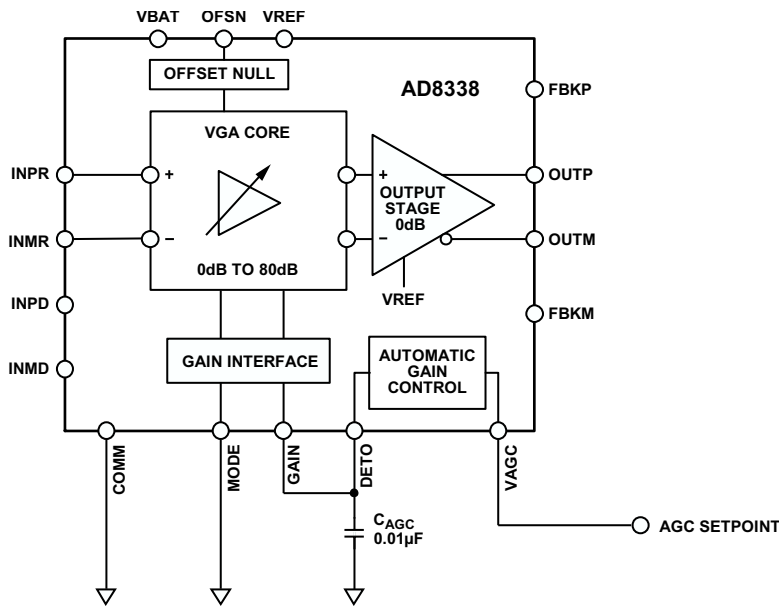 VBAT OFSN VREF
OFFSET NULL
AD8338
FBKP
VGA CORE
INPR
+
+
OUTP
OUTPUT
STAGE
0dB
INMR
–
–
OUTM
0dB TO 80dB
VREF
INPD
FBKM
GAIN INTERFACE
AUTOMATIC
GAIN
CONTROL
INMD
COMM
MODE
GAIN
DETO
VAGC
CAGC
0.01µF
AGC SETPOINT